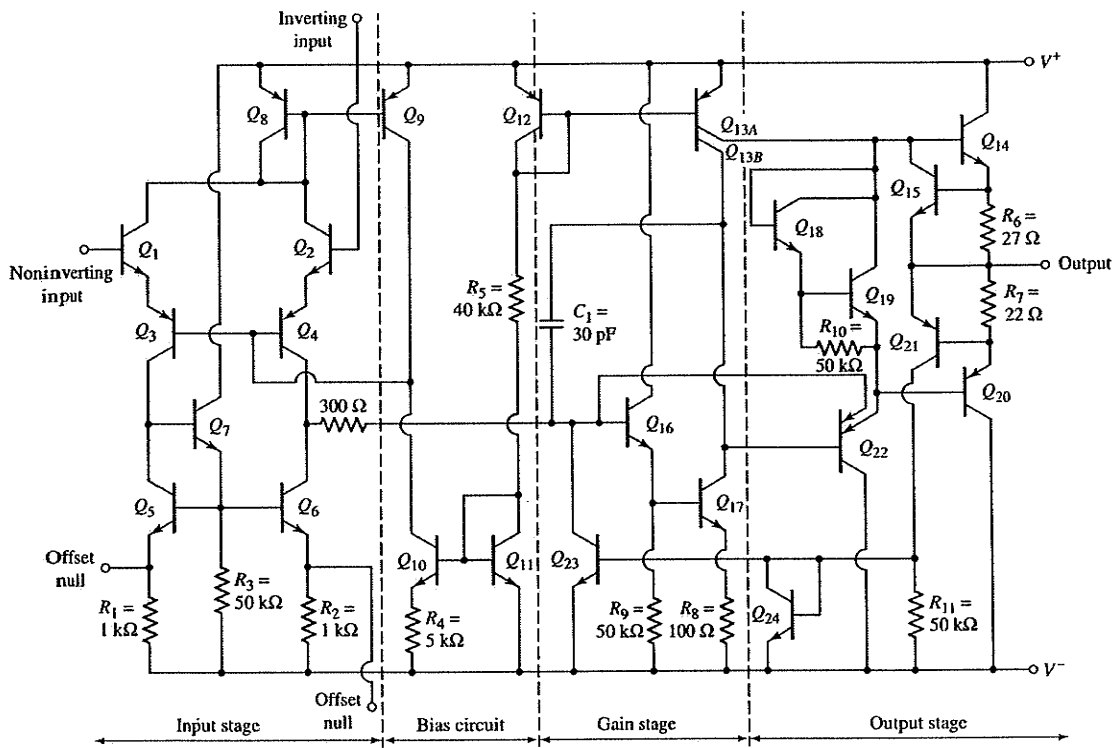 Inverting
input
V+
Q8
Q9
Q12
Q13A
Q13B
Q14
Q15
R6 =
27 Ω
Q1
Q2
Q18
Noninverting
input
Output
R5 =
40 kΩ
C1 =
30 pF
Q19
R7 =
22 Ω
Q3
Q4
R10 =
50 kΩ
Q21
Q20
300 Ω
Q7
Q16
Q22
Q5
Q6
Q17
Offset
null
Q10
Q11
Q23
R3 =
50 kΩ
R1 =
1 kΩ
R2 =
1 kΩ
R4 =
5 kΩ
R9 =
50 kΩ
R8 =
100 Ω
Q24
R11 =
50 kΩ
V−
Offset
null
Input stage
Bias circuit
Gain stage
Output stage